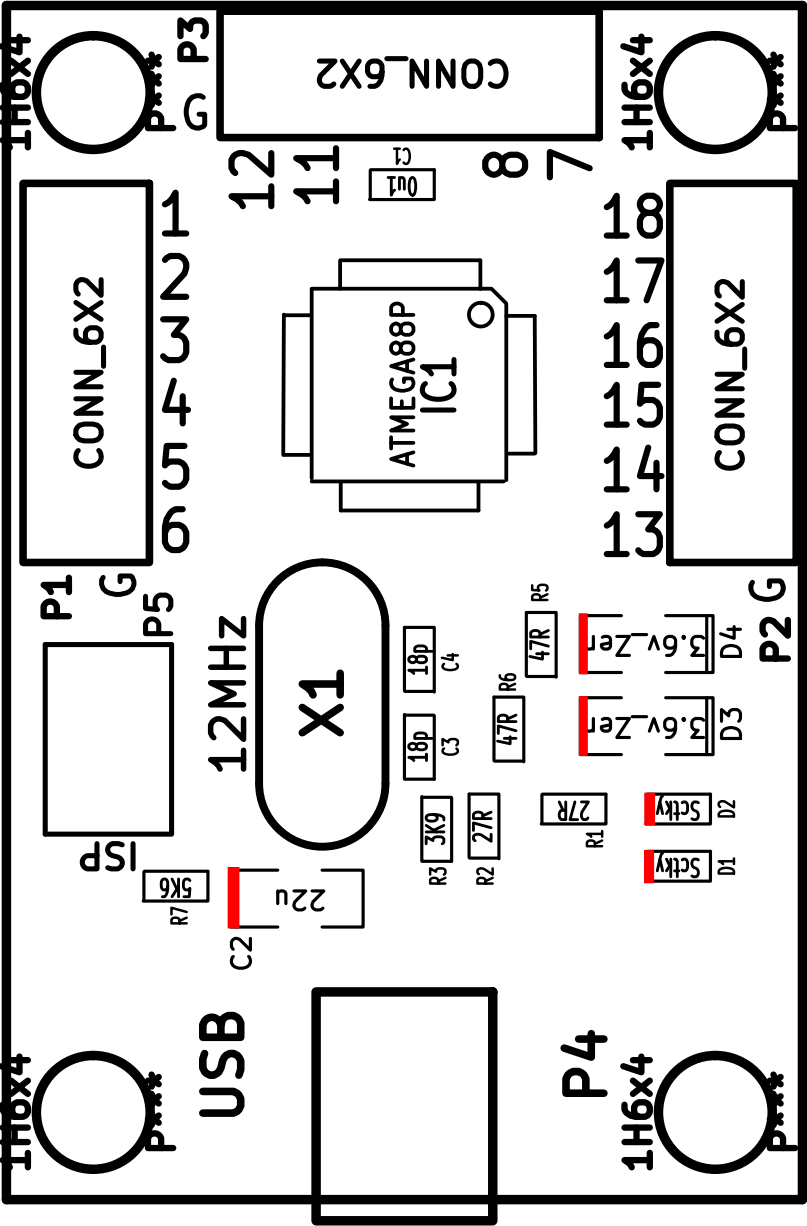 1H6x4
P***
P3
G
CONN_6X2
1H6x4
P***
12
11
C1
0u1
8
7
CONN_6X2
1
2
3
4
5
6
ATMEGA88P
IC1
18
17
16
15
14
13
CONN_6X2
P1
G
P5
ISP
12MHz
X1
18p
C4
18p
C3
R5
47R
R6
47R
3.6v_Zer
D4
3.6v_Zer
D3
G
P2
3K9
R3
27R
R2
27R
R1
Sctky
D2
Sctky
D1
5K6
R7
22u
C2
USB
P4
1H6x4
P***
1H6x4
P***